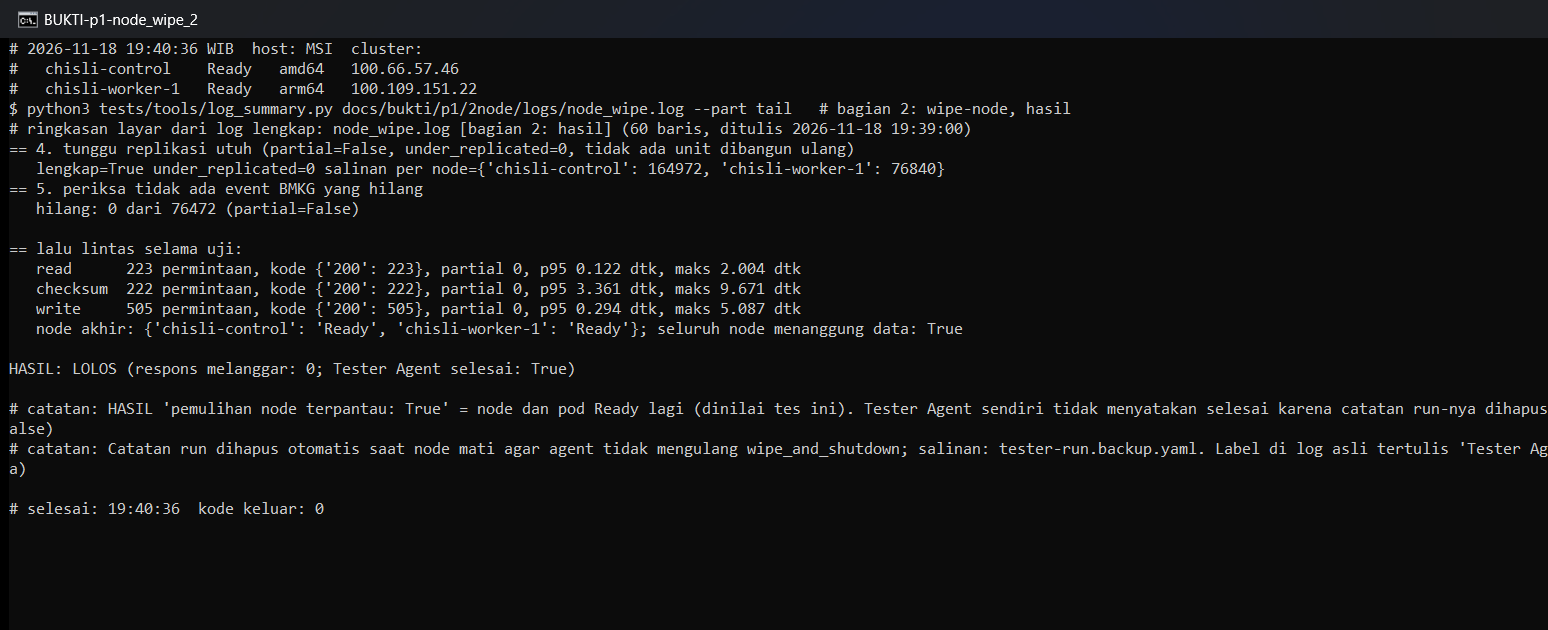 BUKTI-p1-node_wipe_2
# 2026-11-18 19:40:36 WIB  host: MSI  cluster:
#   chisli-control    Ready   amd64   100.66.57.46
#   chisli-worker-1   Ready   arm64   100.109.151.22
$ python3 tests/tools/log_summary.py docs/bukti/p1/2node/logs/node_wipe.log --part tail   # bagian 2: wipe-node, hasil
# ringkasan layar dari log lengkap: node_wipe.log [bagian 2: hasil] (60 baris, ditulis 2026-11-18 19:39:00)
== 4. tunggu replikasi utuh (partial=False, under_replicated=0, tidak ada unit dibangun ulang)
   lengkap=True under_replicated=0 salinan per node={'chisli-control': 164972, 'chisli-worker-1': 76840}
== 5. periksa tidak ada event BMKG yang hilang
   hilang: 0 dari 76472 (partial=False)
== lalu lintas selama uji:
   read      223 permintaan, kode {'200': 223}, partial 0, p95 0.122 dtk, maks 2.004 dtk
   checksum  222 permintaan, kode {'200': 222}, partial 0, p95 3.361 dtk, maks 9.671 dtk
   write     505 permintaan, kode {'200': 505}, partial 0, p95 0.294 dtk, maks 5.087 dtk
   node akhir: {'chisli-control': 'Ready', 'chisli-worker-1': 'Ready'}; seluruh node menanggung data: True
HASIL: LOLOS (respons melanggar: 0; Tester Agent selesai: True)
# catatan: HASIL 'pemulihan node terpantau: True' = node dan pod Ready lagi (dinilai tes ini). Tester Agent sendiri tidak menyatakan selesai karena catatan run-nya dihapus
alse)
# catatan: Catatan run dihapus otomatis saat node mati agar agent tidak mengulang wipe_and_shutdown; salinan: tester-run.backup.yaml. Label di log asli tertulis 'Tester Ag
a)
# selesai: 19:40:36  kode keluar: 0